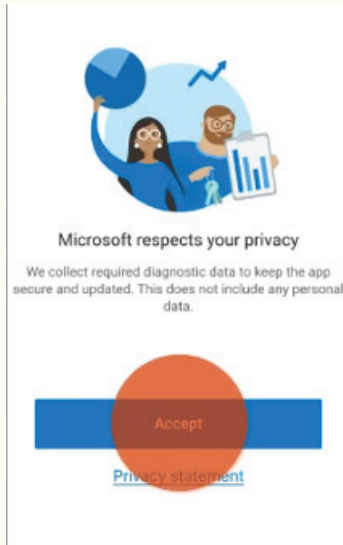 Microsoft respects your privacy
We collect required diagnostic data to keep the app
secure and updated. This does not include any personal
data.
Accept
Privacy statement